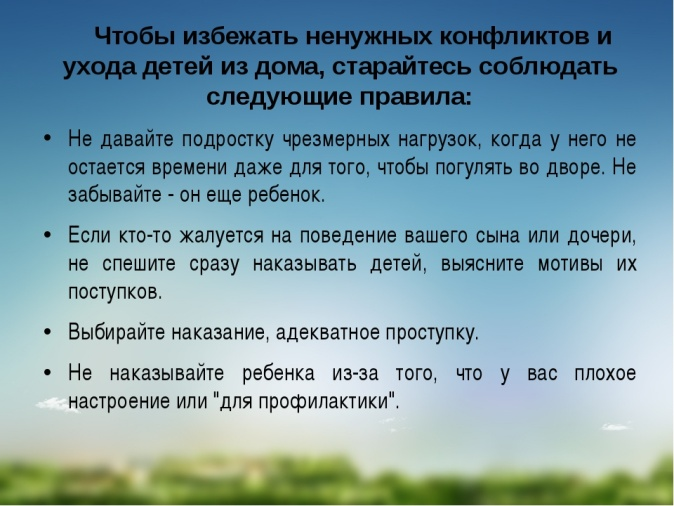 Чтобы избежать ненужных конфликтов и
ухода детей из дома, старайтесь соблюдать
следующие правила:
• Не давайте подростку чрезмерных нагрузок, когда у него не
остается времени даже для того, чтобы погулять во дворе. Не
забывайте - он еще ребенок.
• Если кто-то жалуется на поведение вашего сына или дочери,
не спешите сразу наказывать детей, выясните мотивы их
поступков.
• Выбирайте наказание, адекватное проступку.
• Не наказывайте ребенка из-за того, что у вас плохое
настроение или "для профилактики".